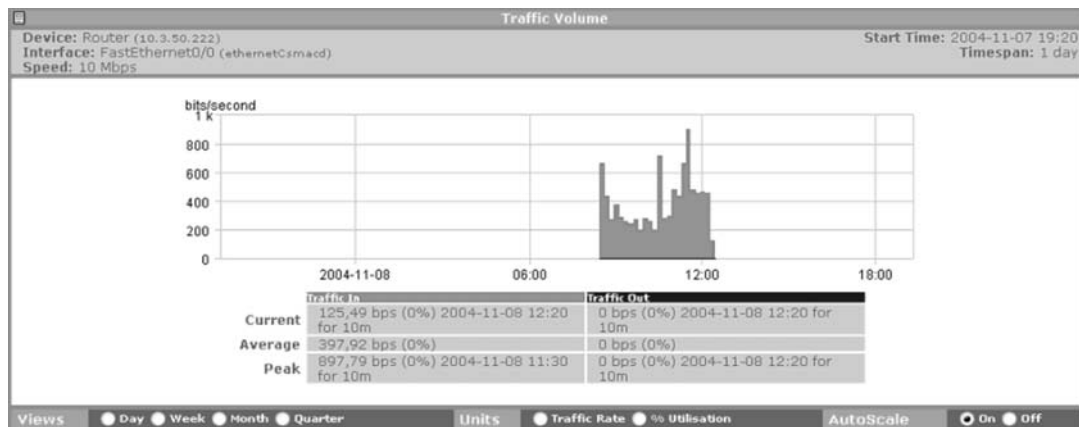 Traffic Volume
Device: Router (10.3.50.222)
Start Time: 2004-11-07 19:20
Interface: FastEthernet0/0 (ethernetCsmacd)
Timespan: 1 day
Speed: 10 Mbps
bits/second
1 k
800
600
400
200
0
2004-11-08
06:00
12:00
18:00
Traffic In
Traffic Out
Current
125,49 bps (0%) 2004-11-08 12:20
for 10m
0 bps (0%) 2004-11-08 12:20 for
10m
Average
397,92 bps (0%)
0 bps (0%)
Peak
897,79 bps (0%) 2004-11-08 11:30
for 10m
0 bps (0%) 2004-11-08 12:20 for
10m
Views Day Week Month Quarter Units Traffic Rate % Utilisation AutoScale On Off